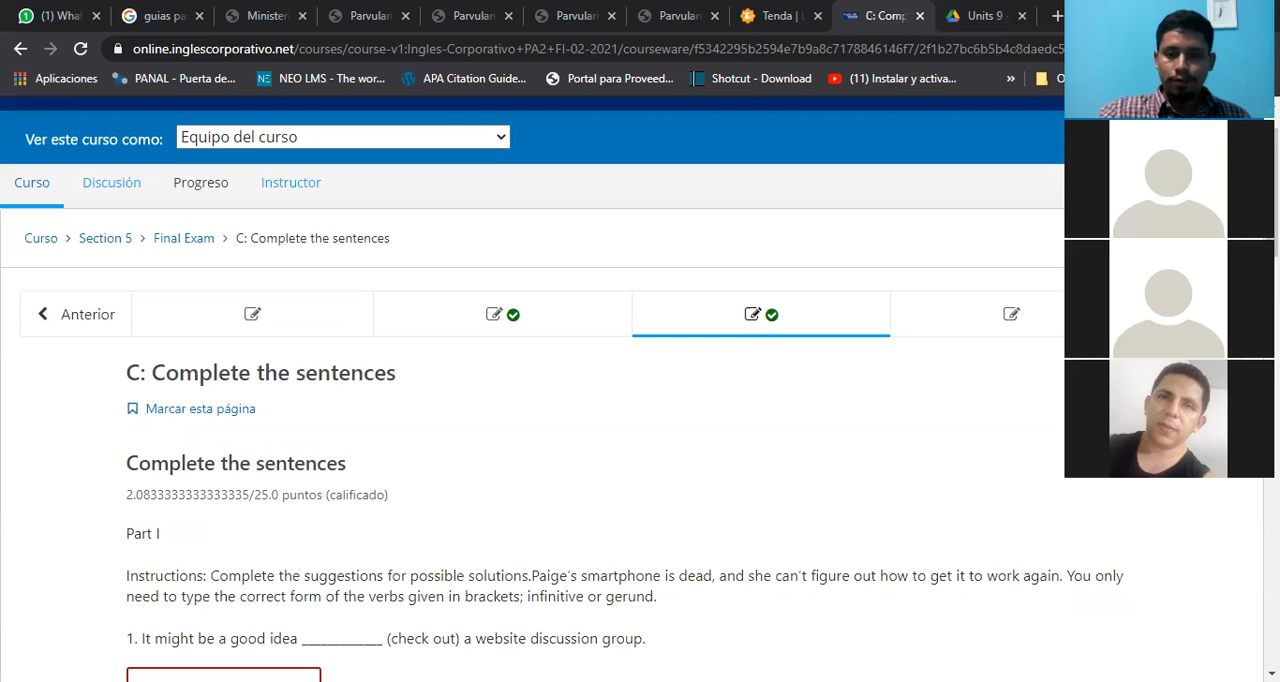 (1) What
guias pa
Minister
Parvular
Parvular
Parvular
Parvular
Tenda |
C: Comp
Units 9 -
online.inglescorporativo.net/courses/course-v1:Ingles-Corporativo+PA2+FI-02-2021/courseware/f5342295b2594e7b9a8c7178846146f7/2f1b27bc6b5b4c8daedc5
Aplicaciones
PANAL - Puerta de...
NEO LMS - The wor...
APA Citation Guide...
Portal para Proveed...
Shotcut - Download
(11) Instalar y activa...
»
O
Ver este curso como: Equipo del curso
Curso Discusión Progreso Instructor
Curso > Section 5 > Final Exam > C: Complete the sentences
Anterior
C: Complete the sentences
Marcar esta página
Complete the sentences
2.0833333333333335/25.0 puntos (calificado)
Part I
Instructions: Complete the suggestions for possible solutions.Paige's smartphone is dead, and she can't figure out how to get it to work again. You only
need to type the correct form of the verbs given in brackets; infinitive or gerund.
1. It might be a good idea ____________ (check out) a website discussion group.